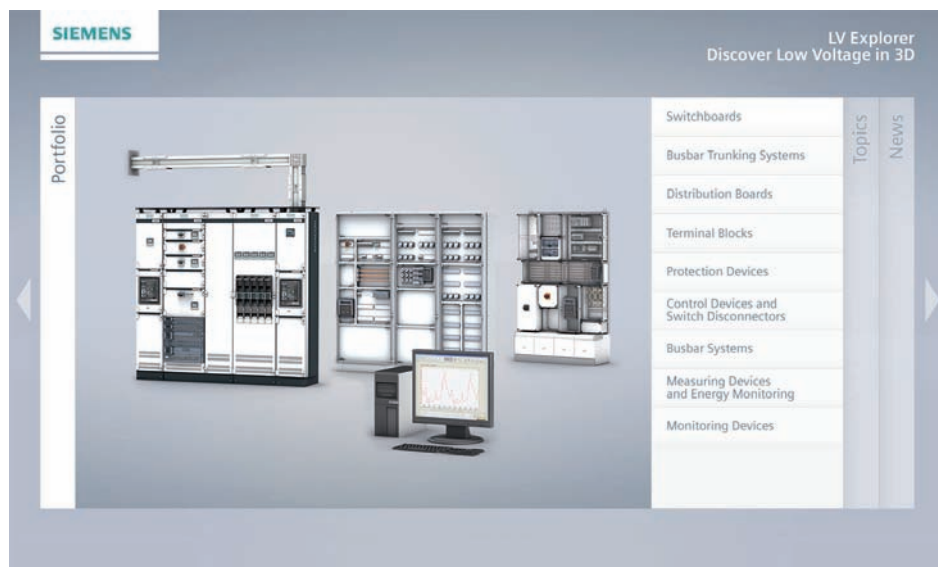 SIEMENS
LV Explorer
Discover Low Voltage in 3D
Portfolio
Switchboards
Busbar Trunking Systems
Distribution Boards
Terminal Blocks
Protection Devices
Control Devices and
Switch Disconnectors
Busbar Systems
Measuring Devices
and Energy Monitoring
Monitoring Devices
Topics
News